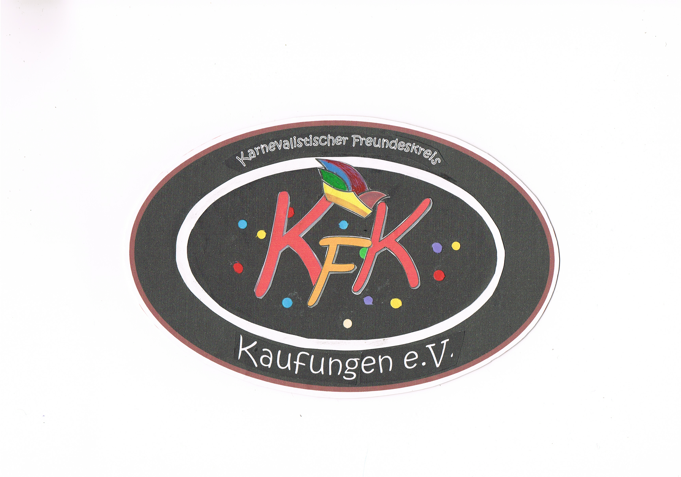 Karnevalistischer Freundeskreis
KFK
Kaufungen e.V.